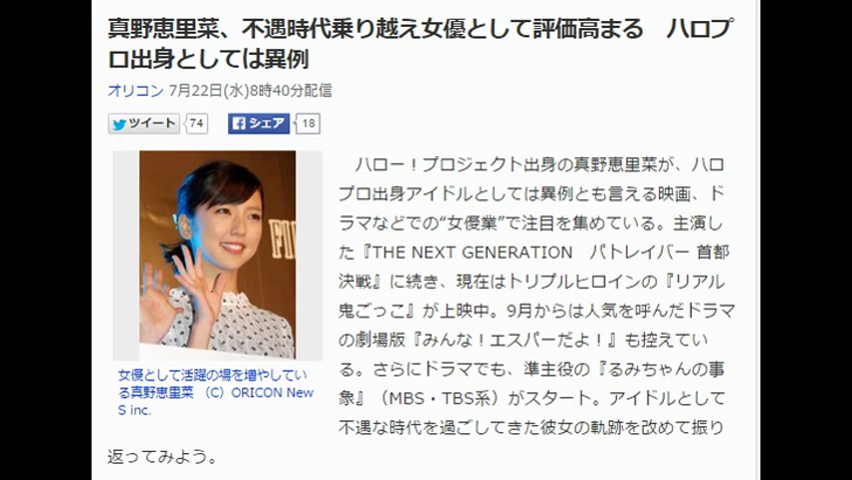 真野恵里菜、不遇時代乗り越え女優として評価高まる　ハロプ
ロ出身としては異例
オリコン 7月22日(水)8時40分配信
ツイート 74 シェア 18
ハロー！プロジェクト出身の真野恵里菜が、ハロ
プロ出身アイドルとしては異例とも言える映画、ド
ラマなどでの“女優業”で注目を集めている。主演し
た『THE NEXT GENERATION　パトレイバー 首都
決戦』に続き、現在はトリプルヒロインの『リアル
鬼ごっこ』が上映中。9月からは人気を呼んだドラマ
の劇場版『みんな！エスパーだよ！』も控えてい
る。さらにドラマでも、準主役の『るみちゃんの事
象』（MBS・TBS系）がスタート。アイドルとして
不遇な時代を過ごしてきた彼女の軌跡を改めて振り
返ってみよう。
FI
女優として活躍の場を増やしてい
る真野恵里菜 （C）ORICON New
S inc.